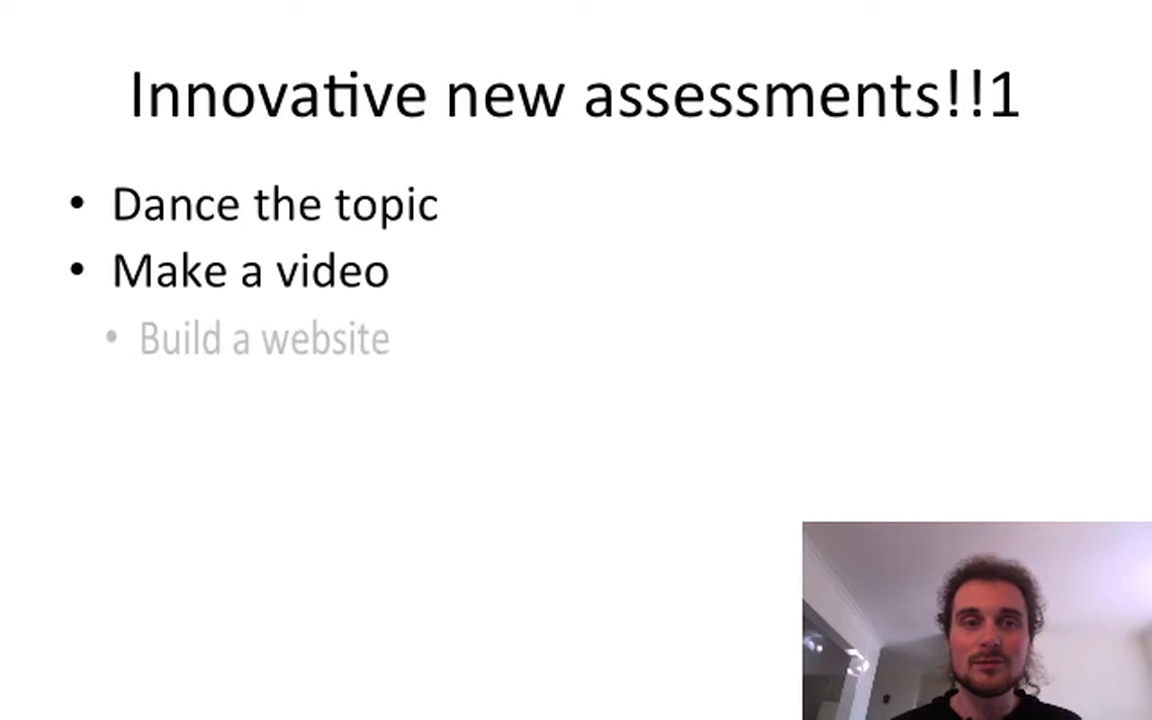 Innovative new assessments!!1
• Dance the topic
• Make a video
• Build a website